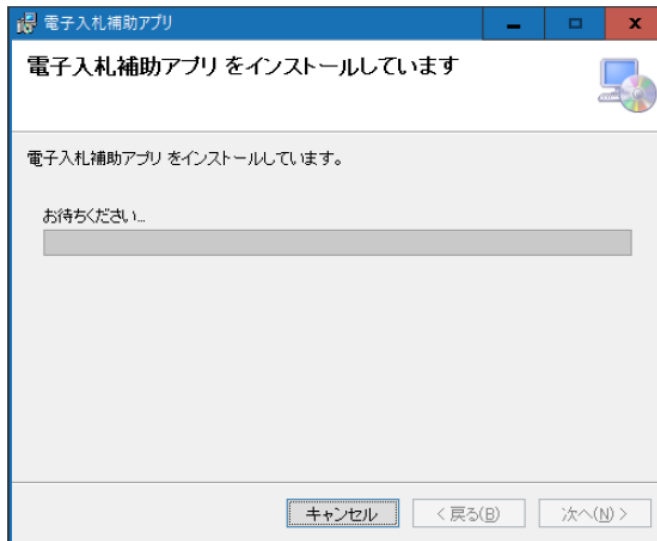 電子入札補助アプリ
電子入札補助アプリ をインストールしています
電子入札補助アプリ をインストールしています。
お待ちください...
キャンセル
< 戻る(B)
次へ(N) >